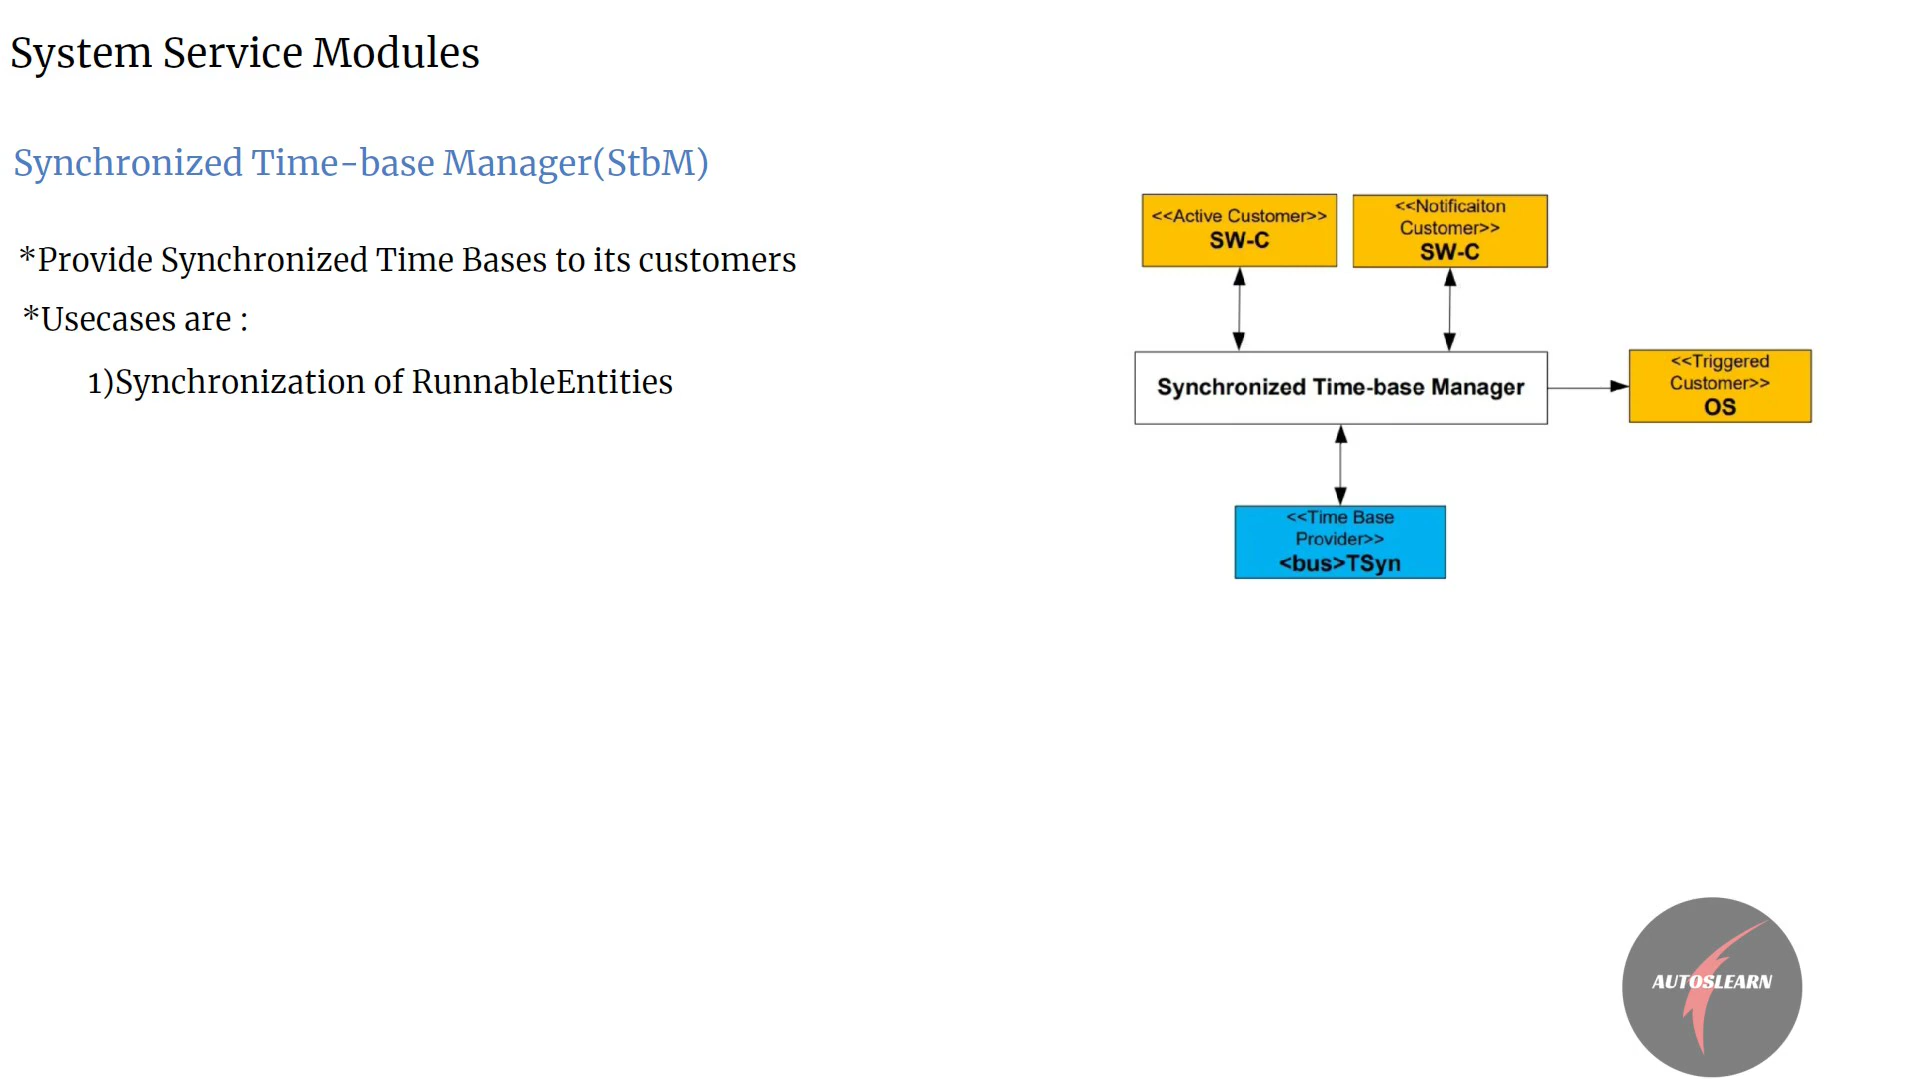 System Service Modules
Synchronized Time-base Manager(StbM)
*Provide Synchronized Time Bases to its customers
*Usecases are :
1)Synchronization of RunnableEntities
<<Active Customer>>
SW-C
<<Notificaiton
Customer>>
SW-C
Synchronized Time-base Manager
<<Triggered
Customer>>
OS
<<Time Base
Provider>>
<bus>TSyn
AUTOSLEARN